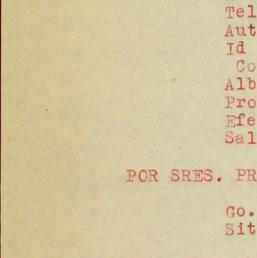 Tel
Aut
Id
Co
Alb
Pro
Efe
Sal
POR SRES. PR
Go.
Sit